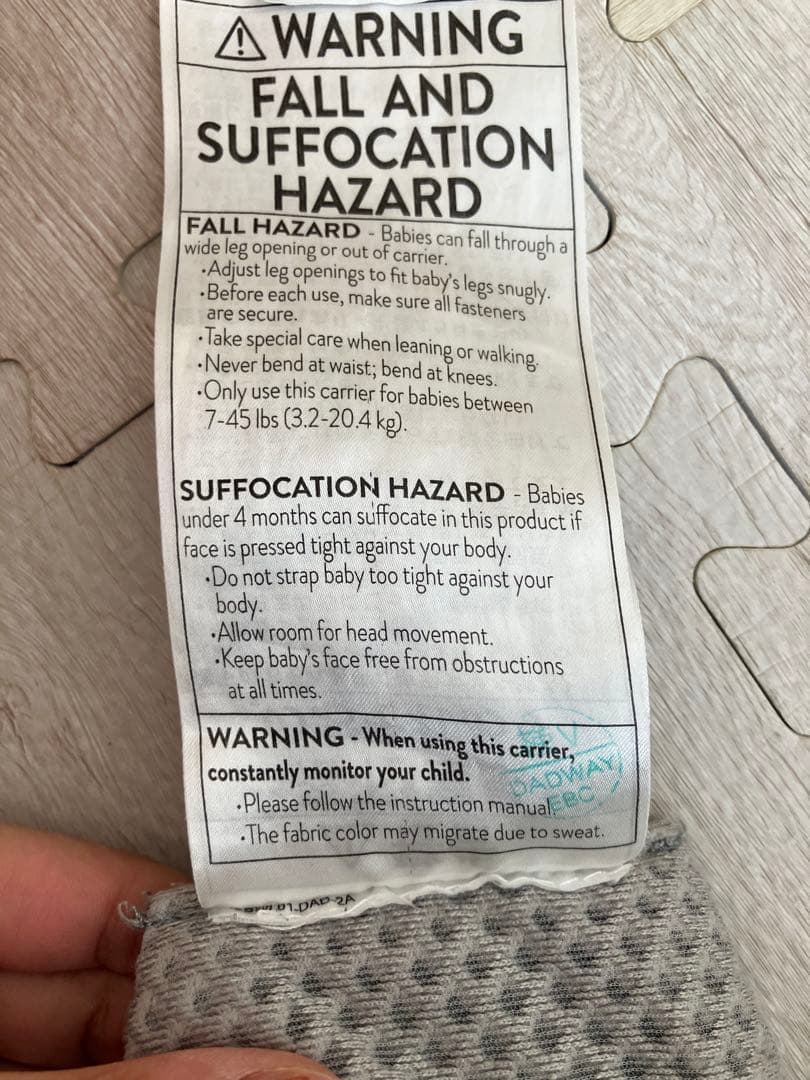 ⚠ WARNING
FALL AND
SUFFOCATION
HAZARD
FALL HAZARD - Babies can fall through a
wide leg opening or out of carrier.
•Adjust leg openings to fit baby's legs snugly.
•Before each use, make sure all fasteners
are secure.
•Take special care when leaning or walking.
•Never bend at waist; bend at knees.
•Only use this carrier for babies between
7-45 lbs (3.2-20.4 kg).
SUFFOCATION HAZARD - Babies
under 4 months can suffocate in this product if
face is pressed tight against your body.
•Do not strap baby too tight against your
body.
•Allow room for head movement.
•Keep baby's face free from obstructions
at all times.
WARNING - When using this carrier,
constantly monitor your child.
•Please follow the instruction manual.
•The fabric color may migrate due to sweat.
DADWAY
EBC
01-DAD-2A